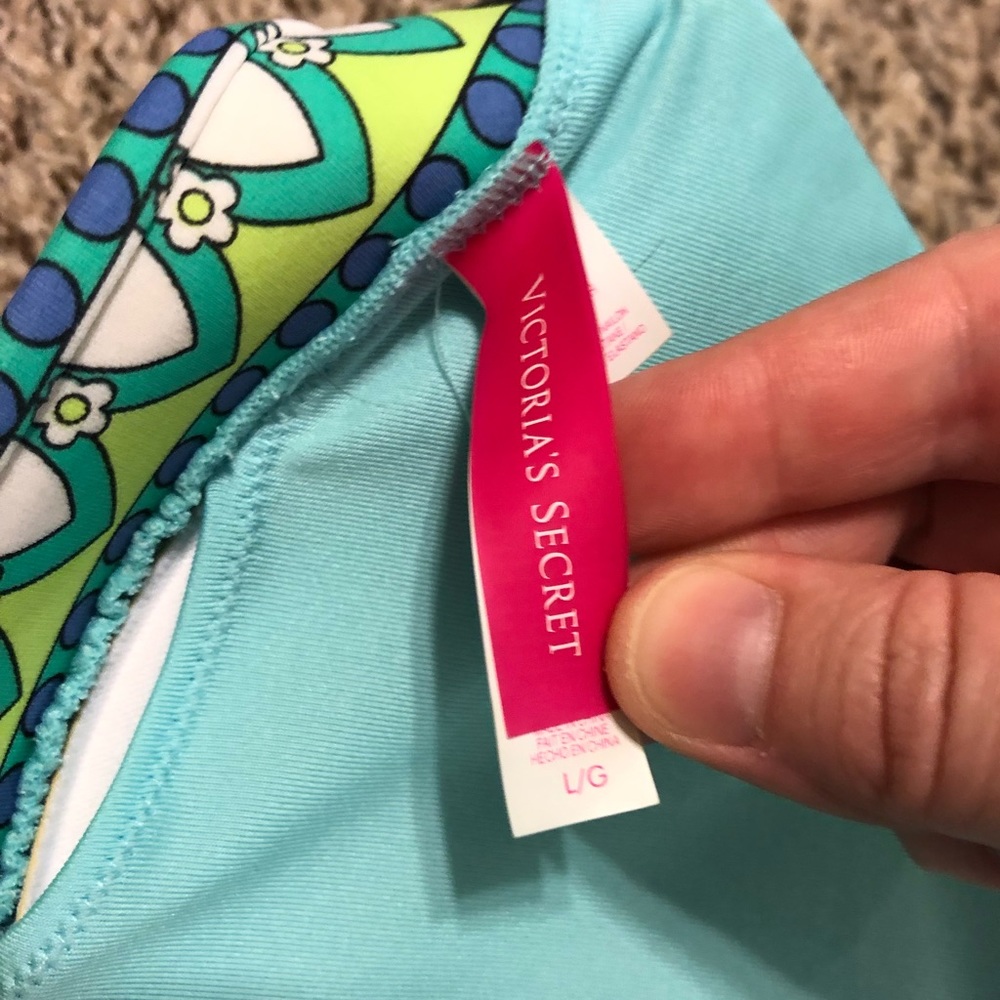 VICTORIA'S SECRET
FAIT EN CHINE
HECHO EN CHINA
L/G